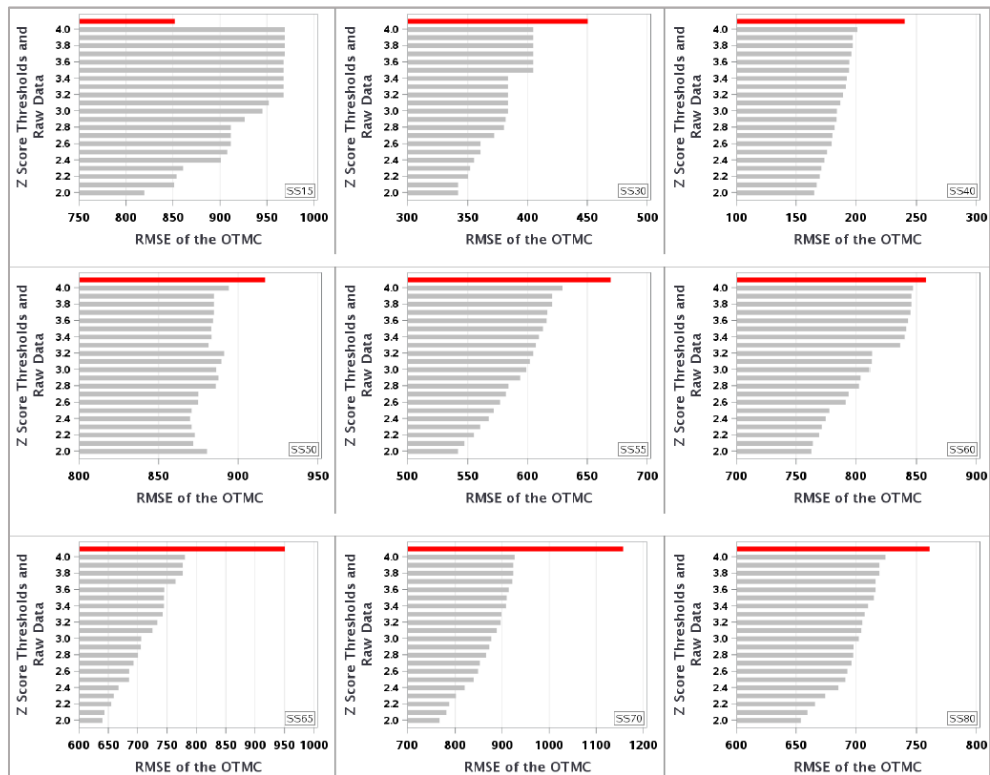 Z Score Thresholds and
Raw Data
4.0
3.8
3.6
3.4
3.2
3.0
2.8
2.6
2.4
2.2
2.0
SS15
750 800 850 900 950 1000
RMSE of the OTMC
Z Score Thresholds and
Raw Data
4.0
3.8
3.6
3.4
3.2
3.0
2.8
2.6
2.4
2.2
2.0
SS30
300 350 400 450 500
RMSE of the OTMC
Z Score Thresholds and
Raw Data
4.0
3.8
3.6
3.4
3.2
3.0
2.8
2.6
2.4
2.2
2.0
SS40
100 150 200 250 300
RMSE of the OTMC
Z Score Thresholds and
Raw Data
4.0
3.8
3.6
3.4
3.2
3.0
2.8
2.6
2.4
2.2
2.0
SS50
800 850 900 950
RMSE of the OTMC
Z Score Thresholds and
Raw Data
4.0
3.8
3.6
3.4
3.2
3.0
2.8
2.6
2.4
2.2
2.0
SS55
500 550 600 650 700
RMSE of the OTMC
Z Score Thresholds and
Raw Data
4.0
3.8
3.6
3.4
3.2
3.0
2.8
2.6
2.4
2.2
2.0
SS60
700 750 800 850 900
RMSE of the OTMC
Z Score Thresholds and
Raw Data
4.0
3.8
3.6
3.4
3.2
3.0
2.8
2.6
2.4
2.2
2.0
SS65
600 650 700 750 800 850 900 950 1000
RMSE of the OTMC
Z Score Thresholds and
Raw Data
4.0
3.8
3.6
3.4
3.2
3.0
2.8
2.6
2.4
2.2
2.0
SS70
700 800 900 1000 1100 1200
RMSE of the OTMC
Z Score Thresholds and
Raw Data
4.0
3.8
3.6
3.4
3.2
3.0
2.8
2.6
2.4
2.2
2.0
SS80
600 650 700 750 800
RMSE of the OTMC